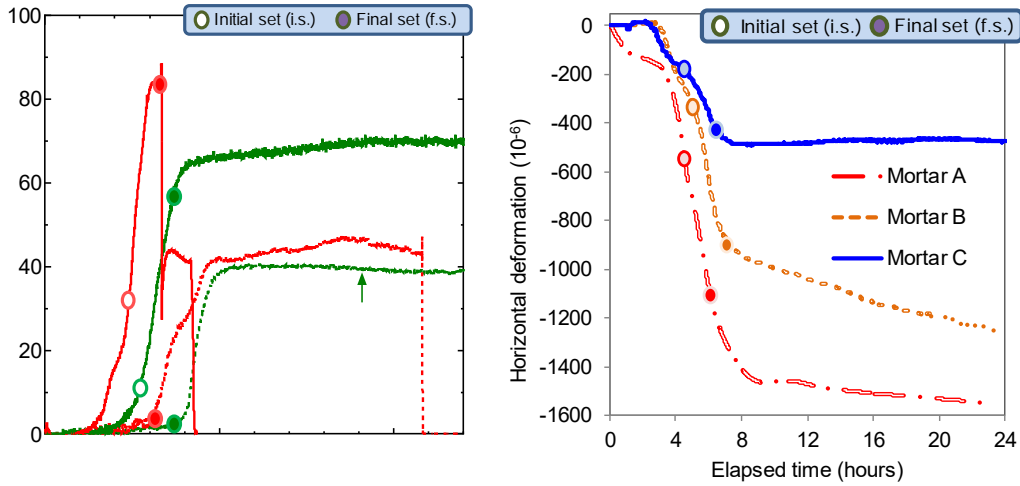 Initial set (i.s.) Final set (f.s.)
100
80
60
40
20
0
Initial set (i.s.) Final set (f.s.)
0
-200
-400
-600
-800
-1000
-1200
-1400
-1600
Horizontal deformation (10⁻⁶)
Mortar A
Mortar B
Mortar C
0 4 8 12 16 20 24
Elapsed time (hours)